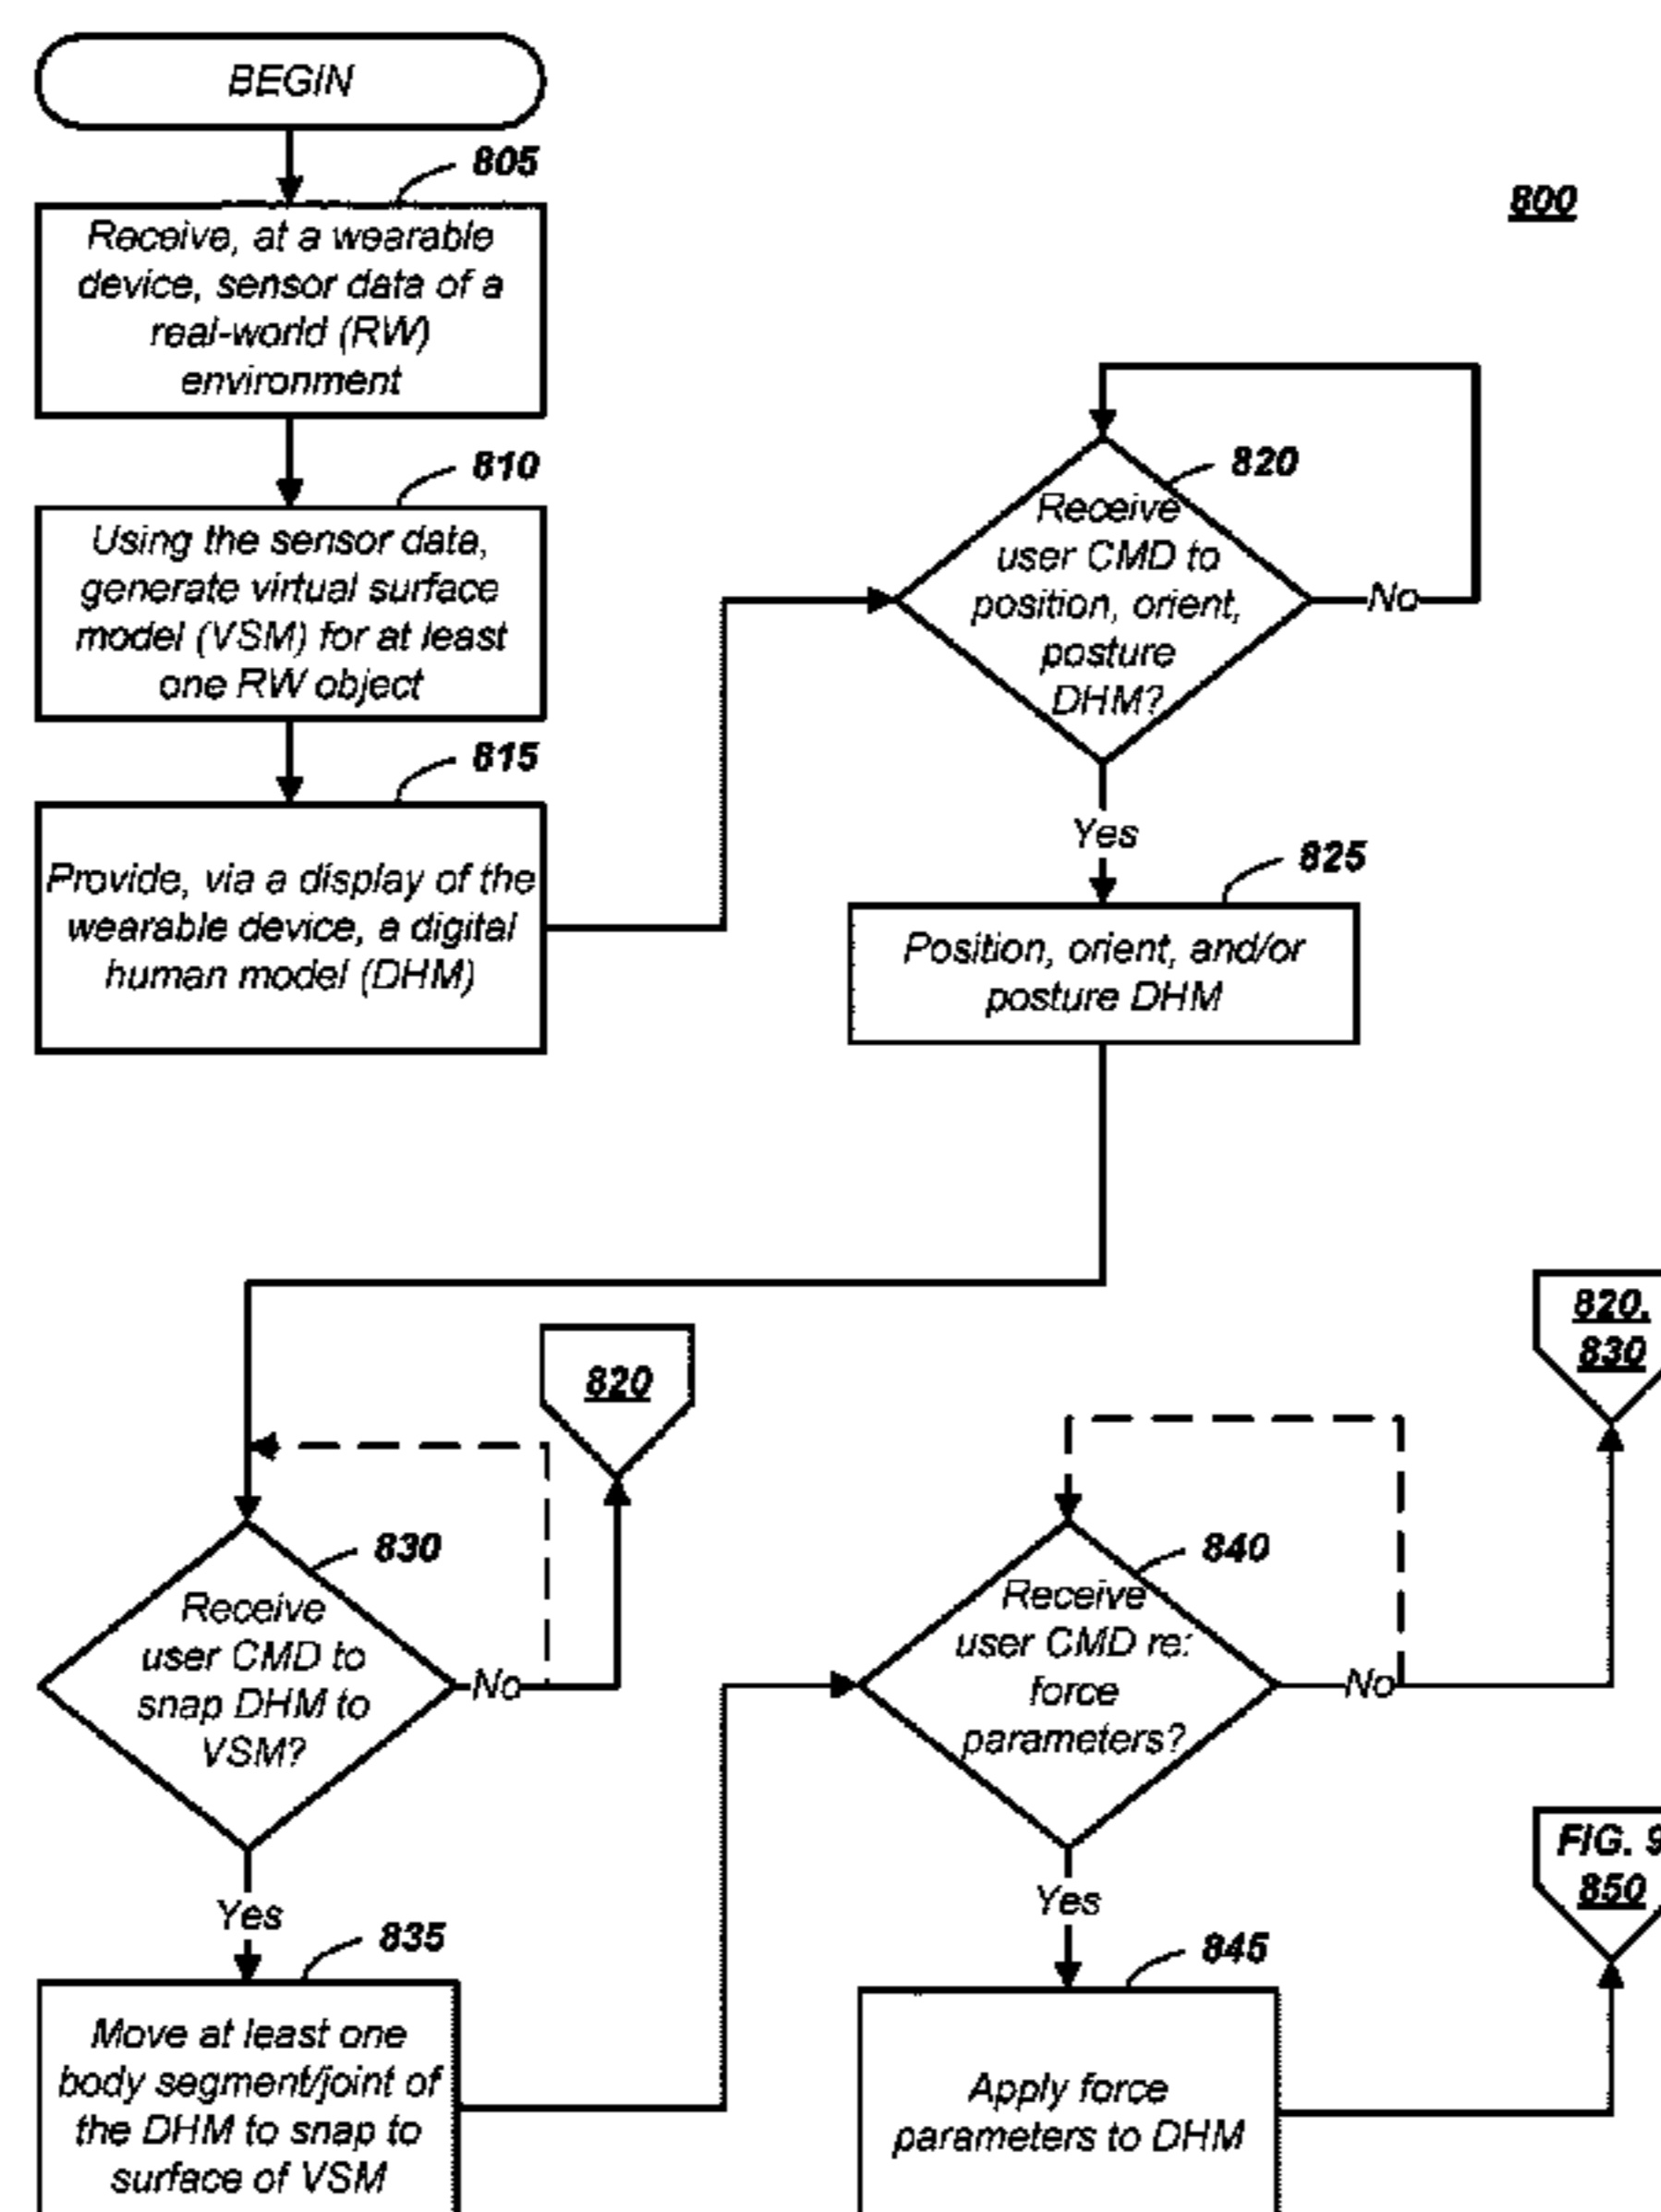 BEGIN
805
Receive, at a wearable
device, sensor data of a
real-world (RW)
environment
800
810
Using the sensor data,
generate virtual surface
model (VSM) for at least
one RW object
815
Provide, via a display of the
wearable device, a digital
human model (DHM)
820
Receive
user CMD to
position, orient,
posture
DHM?
No
Yes
825
Position, orient, and/or
posture DHM
820
830
Receive
user CMD to
snap DHM to
VSM?
No
Yes
835
Move at least one
body segment/joint of
the DHM to snap to
surface of VSM
820,
830
840
Receive
user CMD re:
force
parameters?
No
Yes
845
Apply force
parameters to DHM
FIG. 9
850